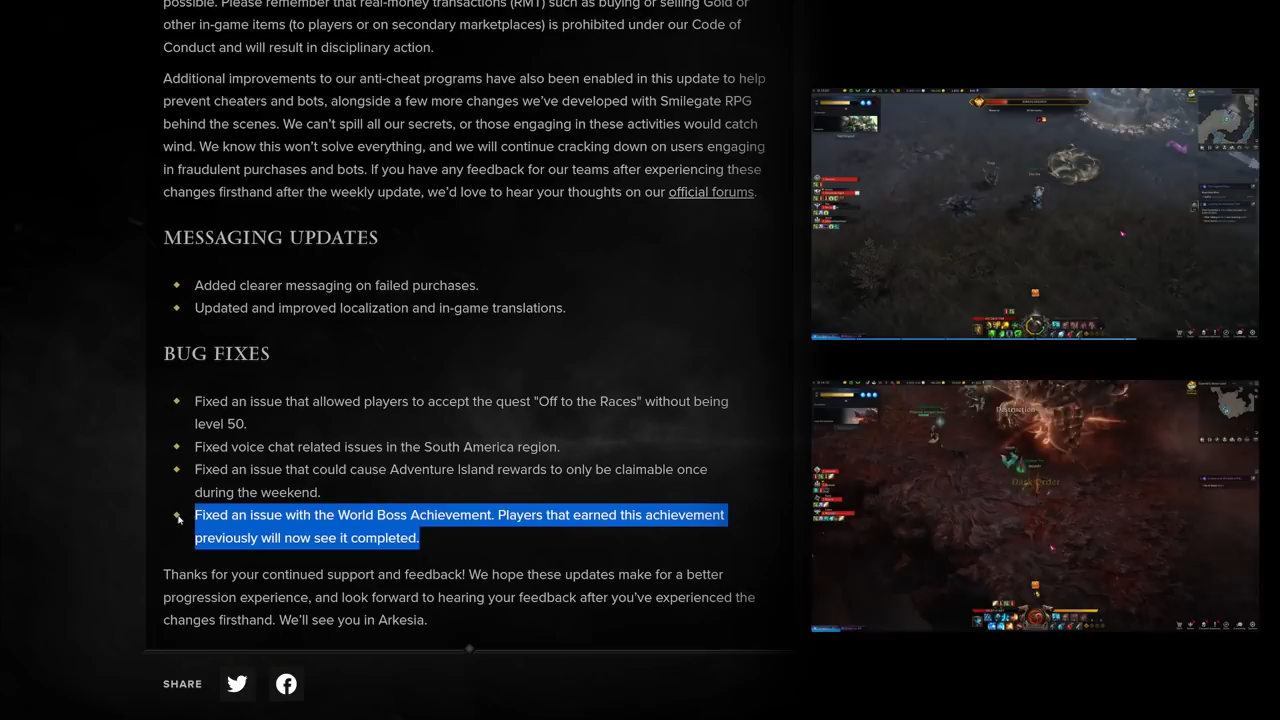 possible. Please remember that real-money transactions (RMT) such as buying or selling Gold or
other in-game items (to players or on secondary marketplaces) is prohibited under our Code of
Conduct and will result in disciplinary action.
Additional improvements to our anti-cheat programs have also been enabled in this update to help
prevent cheaters and bots, alongside a few more changes we've developed with Smilegate RPG
behind the scenes. We can't spill all our secrets, or those engaging in these activities would catch
wind. We know this won't solve everything, and we will continue cracking down on users engaging
in fraudulent purchases and bots. If you have any feedback for our teams after experiencing these
changes firsthand after the weekly update, we'd love to hear your thoughts on our official forums.
MESSAGING UPDATES
Added clearer messaging on failed purchases.
Updated and improved localization and in-game translations.
BUG FIXES
Fixed an issue that allowed players to accept the quest "Off to the Races" without being
level 50.
Fixed voice chat related issues in the South America region.
Fixed an issue that could cause Adventure Island rewards to only be claimable once
during the weekend.
Fixed an issue with the World Boss Achievement. Players that earned this achievement
previously will now see it completed.
Thanks for your continued support and feedback! We hope these updates make for a better
progression experience, and look forward to hearing your feedback after you've experienced the
changes firsthand. We'll see you in Arkesia.
SHARE
Destruction